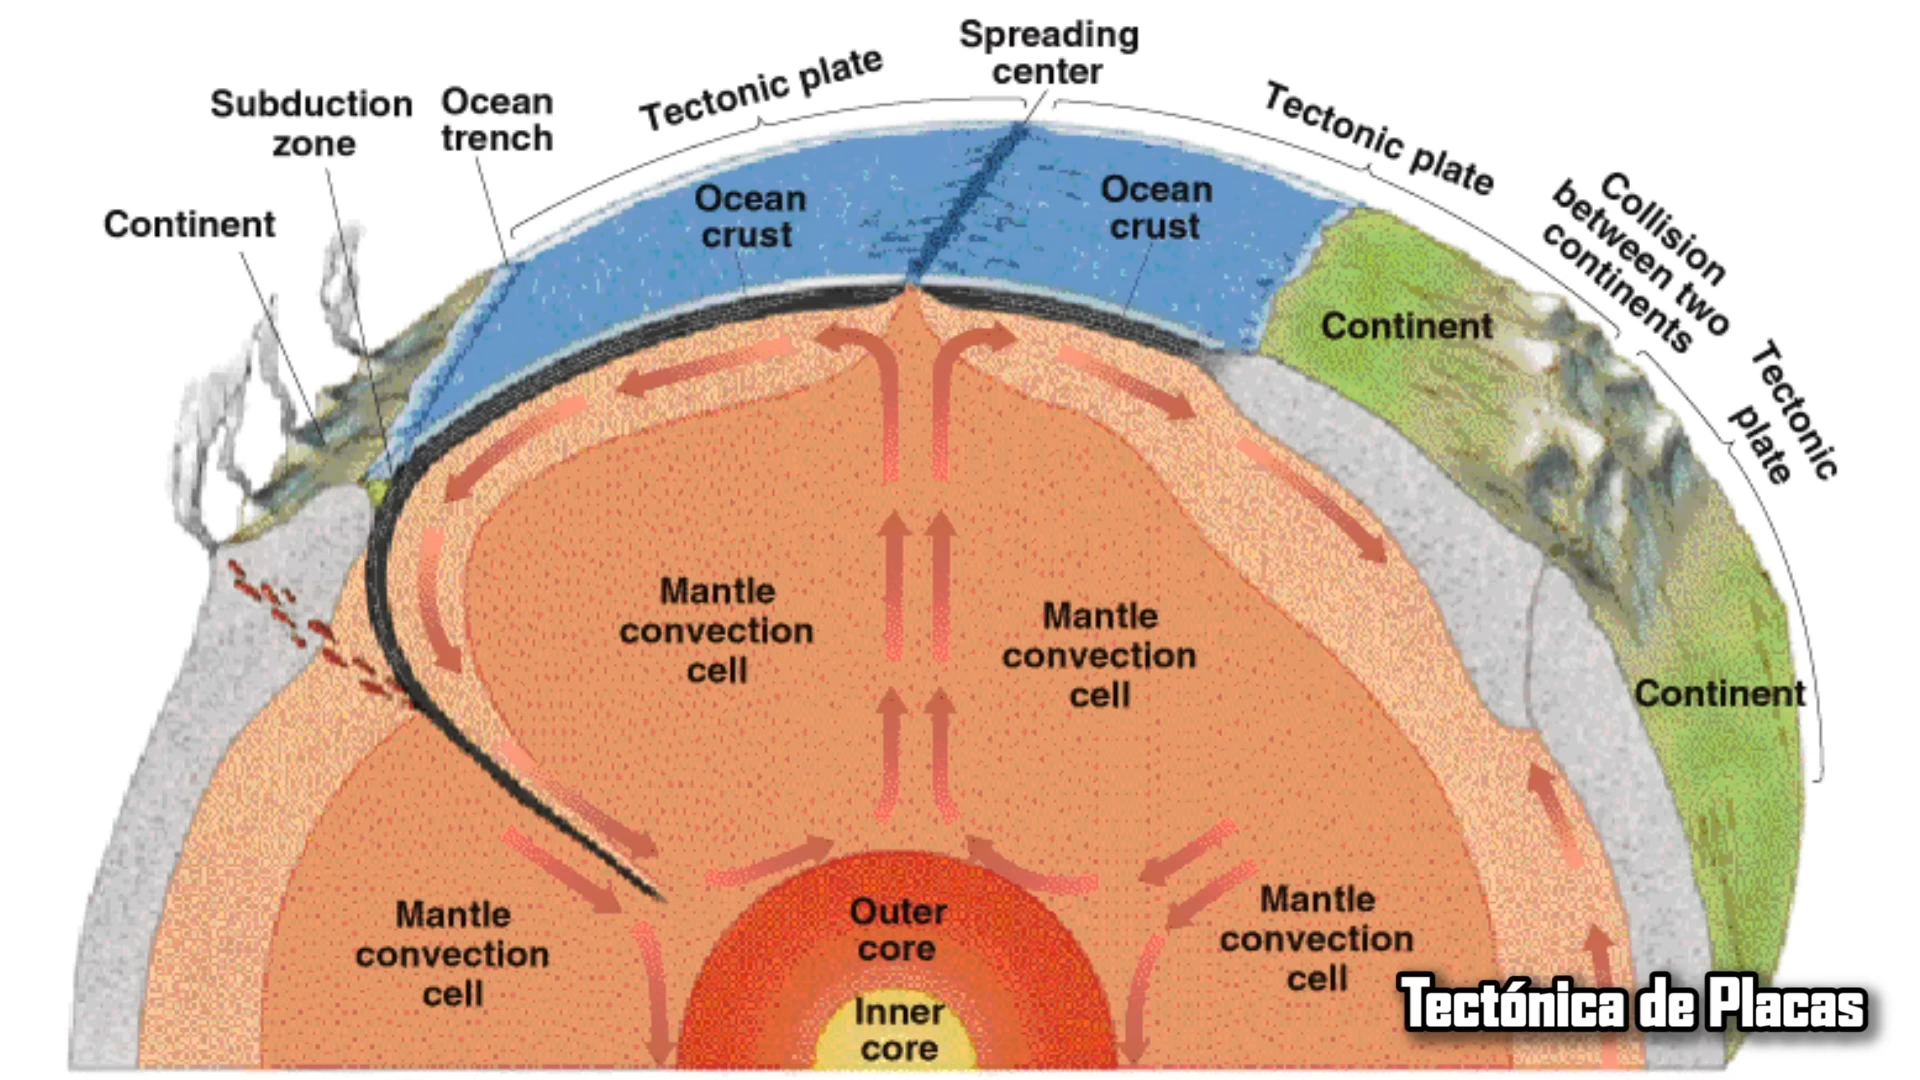 Spreading
center
Tectonic plate
Tectonic plate
Subduction
zone
Ocean
trench
Continent
Ocean
crust
Ocean
crust
Collision
between two
continents
Continent
Tectonic
plate
Mantle
convection
cell
Mantle
convection
cell
Continent
Mantle
convection
cell
Outer
core
Mantle
convection
cell
Inner
core
Tectónica de Placas